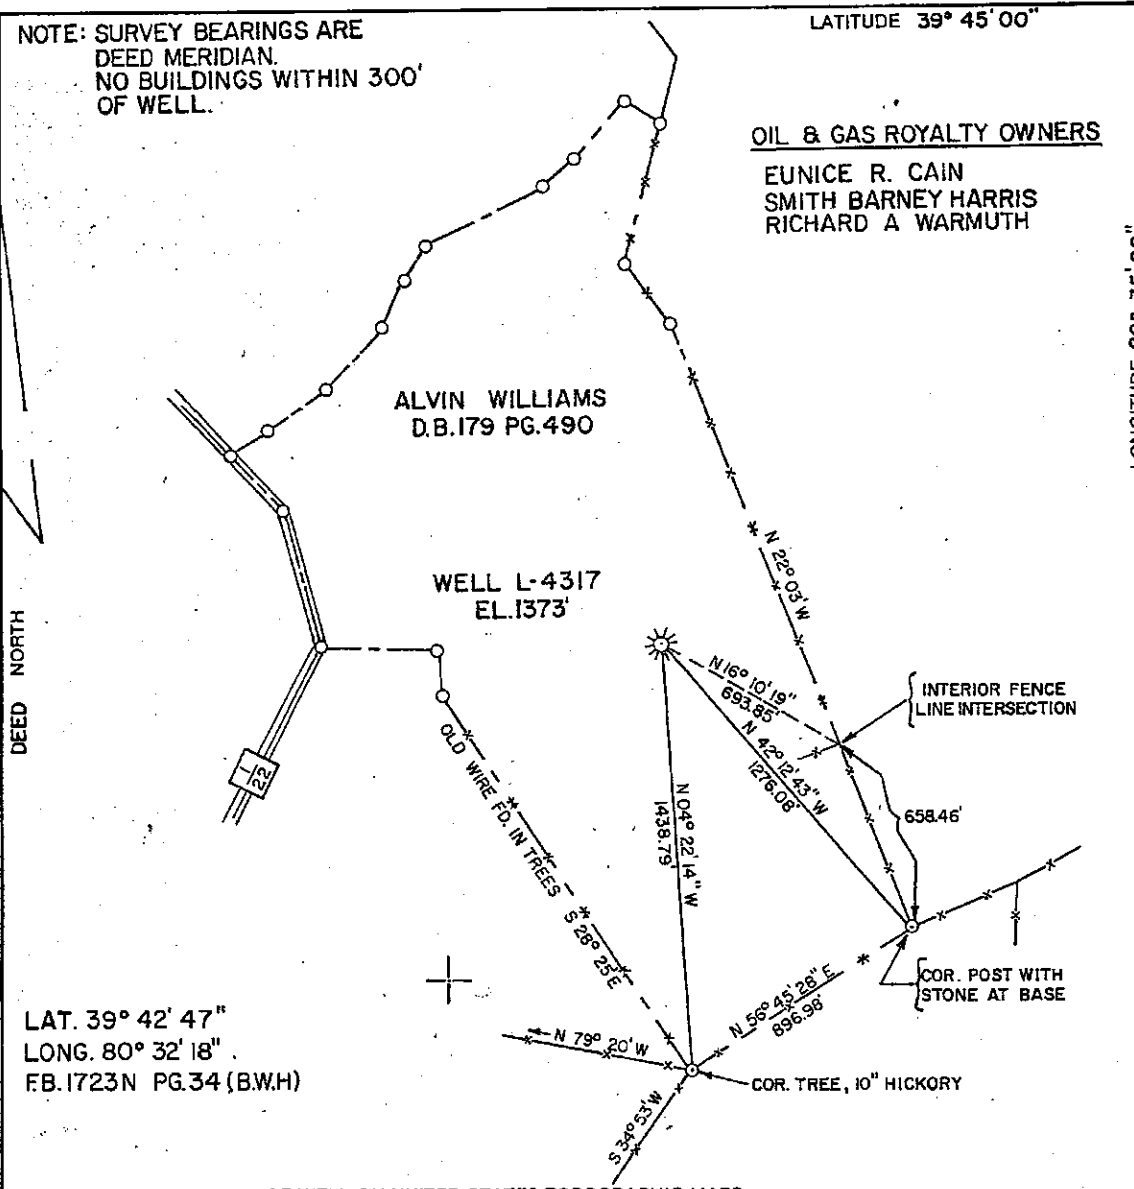 NOTE: SURVEY BEARINGS ARE
DEED MERIDIAN.
NO BUILDINGS WITHIN 300'
OF WELL.
LATITUDE 39° 45' 00"
OIL & GAS ROYALTY OWNERS
EUNICE R. CAIN
SMITH BARNEY HARRIS
RICHARD A WARMUTH
ALVIN WILLIAMS
D.B.179 PG.490
WELL L-4317
EL.1373'
DEED NORTH
N 22° 03' W
N 16° 10' 19"
693.85'
N 42° 12' 43" W
1276.08'
INTERIOR FENCE
LINE INTERSECTION
658.46'
1
22
OLD WIRE FD. IN TREES S 28° 25' E
N 04° 22' 14" W
1438.79'
COR. POST WITH
STONE AT BASE
N 56° 45' 28" E
896.98'
N 79° 20' W
COR. TREE, 10" HICKORY
S 34° 53' W
LAT. 39° 42' 47"
LONG. 80° 32' 18".
F.B.1723N PG.34 (B.W.H)